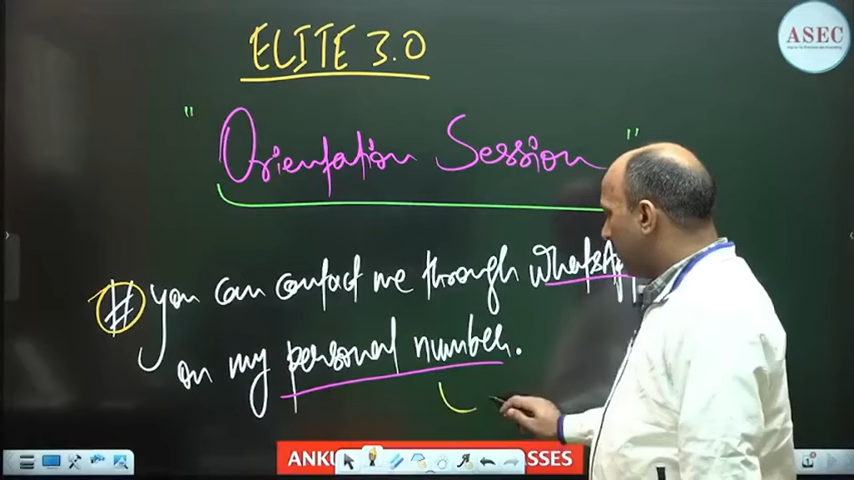 ELITE 3.0
ASEC
" Orientation Session "
# you can contact me through whatsApp
on my personal number.
ANKU
SSES